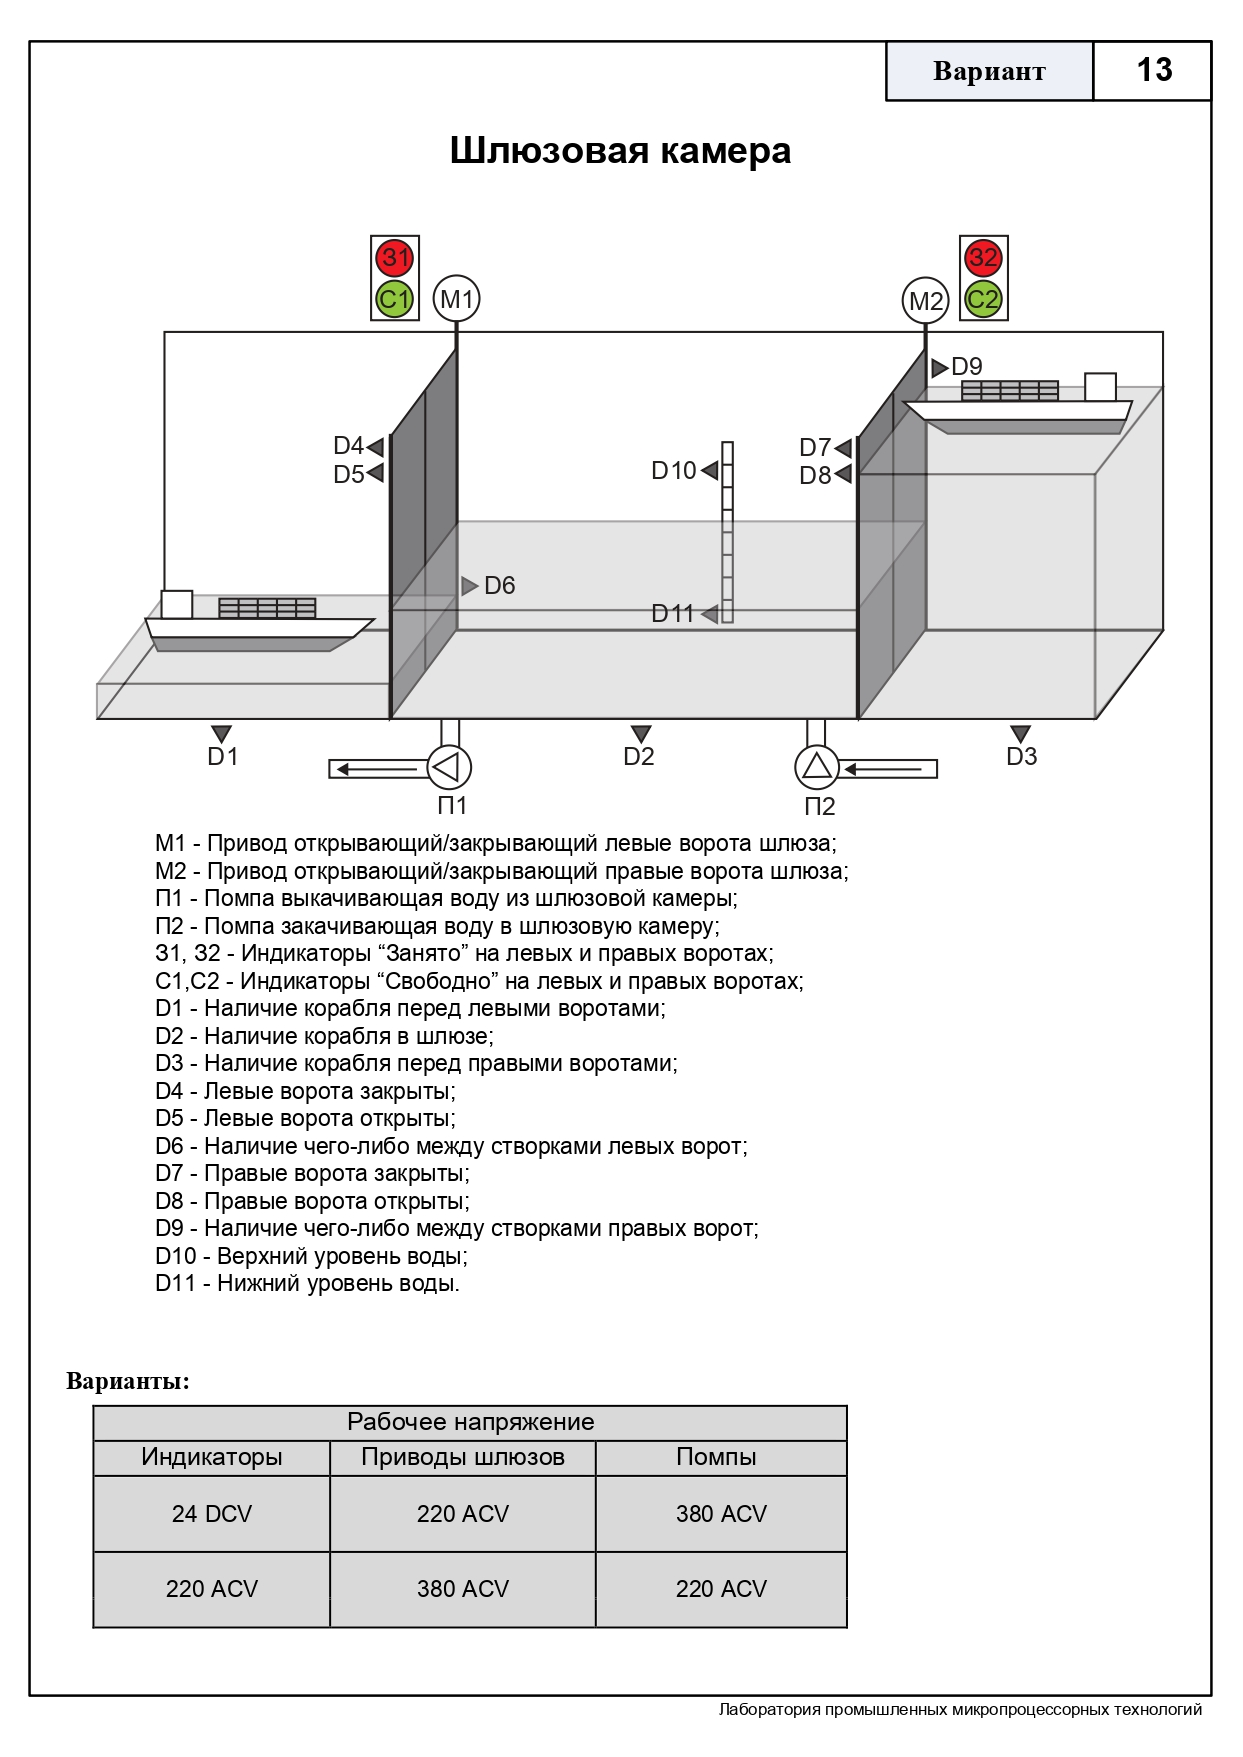 Вариант 13
Шлюзовая камера
З1 З2
С1 М1 М2 С2
D9
D4 D7
D5 D10 D8
D6
D11
D1 D2 D3
П1 П2
М1 - Привод открывающий/закрывающий левые ворота шлюза;
М2 - Привод открывающий/закрывающий правые ворота шлюза;
П1 - Помпа выкачивающая воду из шлюзовой камеры;
П2 - Помпа закачивающая воду в шлюзовую камеру;
З1, З2 - Индикаторы “Занято” на левых и правых воротах;
С1,С2 - Индикаторы “Свободно” на левых и правых воротах;
D1 - Наличие корабля перед левыми воротами;
D2 - Наличие корабля в шлюзе;
D3 - Наличие корабля перед правыми воротами;
D4 - Левые ворота закрыты;
D5 - Левые ворота открыты;
D6 - Наличие чего-либо между створками левых ворот;
D7 - Правые ворота закрыты;
D8 - Правые ворота открыты;
D9 - Наличие чего-либо между створками правых ворот;
D10 - Верхний уровень воды;
D11 - Нижний уровень воды.
Варианты:
Рабочее напряжение
Индикаторы Приводы шлюзов Помпы
24 DCV 220 ACV 380 ACV
220 ACV 380 ACV 220 ACV
Лаборатория промышленных микропроцессорных технологий